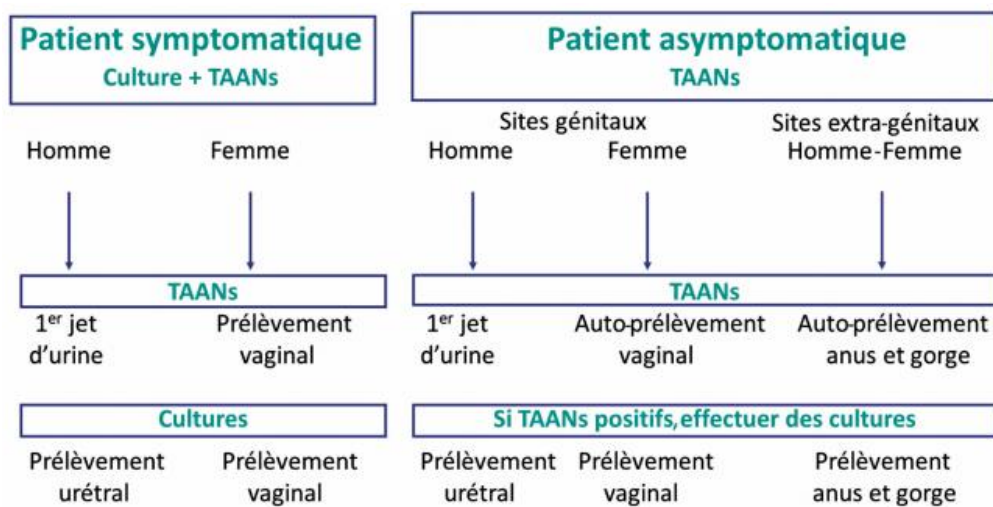 Patient symptomatique
Culture + TAANs
Homme
Femme
TAANs
1er jet
d’urine
Prélèvement
vaginal
Cultures
Prélèvement
urétral
Prélèvement
vaginal
Patient asymptomatique
TAANs
Sites génitaux
Homme
Femme
Sites extra-génitaux
Homme-Femme
TAANs
1er jet
d’urine
Auto-prélèvement
vaginal
Auto-prélèvement
anus et gorge
Si TAANs positifs,effectuer des cultures
Prélèvement
urétral
Prélèvement
vaginal
Prélèvement
anus et gorge